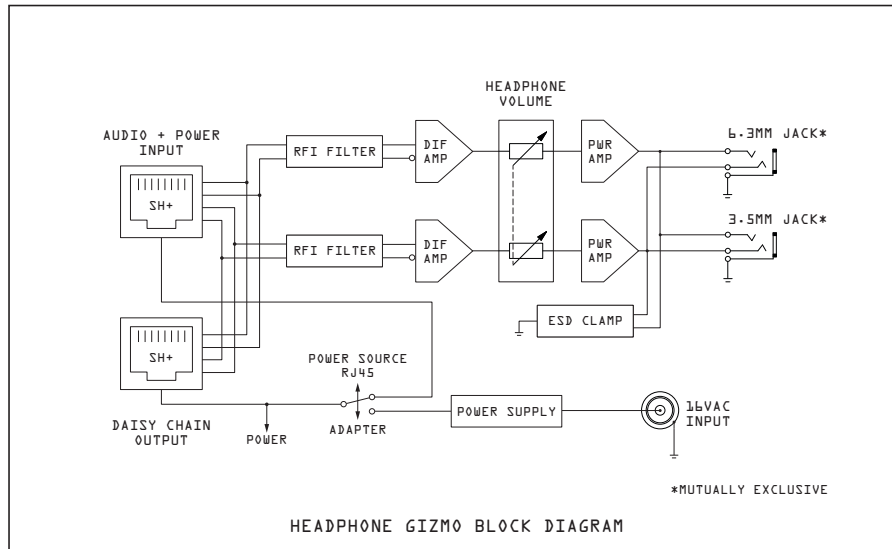 HEADPHONE
VOLUME
AUDIO + POWER
INPUT
SH+
RFI FILTER
DIF
AMP
PWR
AMP
6.3MM JACK*
RFI FILTER
DIF
AMP
PWR
AMP
3.5MM JACK*
ESD CLAMP
SH+
DAISY CHAIN
OUTPUT
POWER
POWER SOURCE
RJ45
ADAPTER
POWER SUPPLY
16VAC
INPUT
*MUTUALLY EXCLUSIVE
HEADPHONE GIZMO BLOCK DIAGRAM